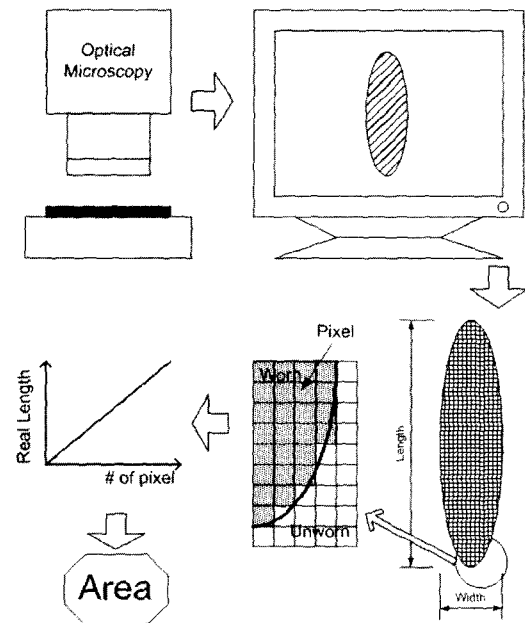 Optical
Microscopy
Pixel
Worn
Unworn
Real Length
# of pixel
Length
Width
Area